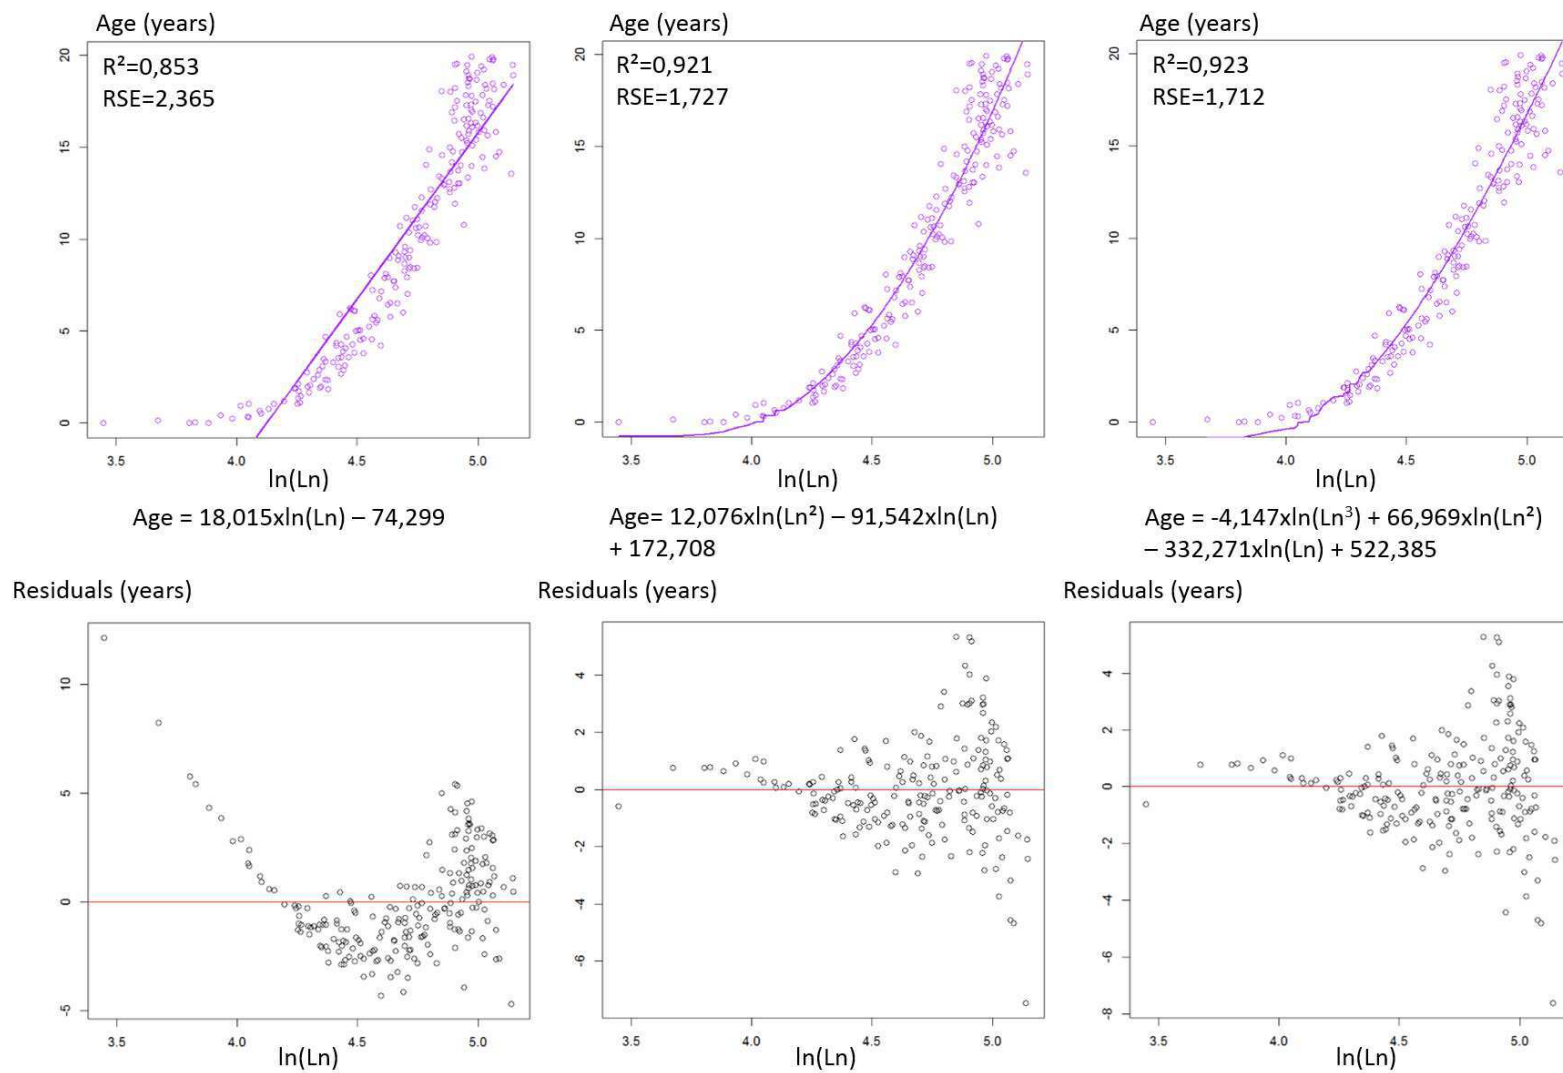 Age (years)
R²=0,853
RSE=2,365
20
15
10
5
0
3.5 4.0 4.5 5.0
ln(Ln)
Age = 18,015xln(Ln) – 74,299
Age (years)
R²=0,921
RSE=1,727
20
15
10
5
0
3.5 4.0 4.5 5.0
ln(Ln)
Age= 12,076xln(Ln²) – 91,542xln(Ln)
+ 172,708
Age (years)
R²=0,923
RSE=1,712
20
15
10
5
0
3.5 4.0 4.5 5.0
ln(Ln)
Age = -4,147xln(Ln³) + 66,969xln(Ln²)
– 332,271xln(Ln) + 522,385
Residuals (years)
10
5
0
-5
3.5 4.0 4.5 5.0
ln(Ln)
Residuals (years)
4
2
0
-2
-4
-6
3.5 4.0 4.5 5.0
ln(Ln)
Residuals (years)
4
2
0
-2
-4
-6
-8
3.5 4.0 4.5 5.0
ln(Ln)